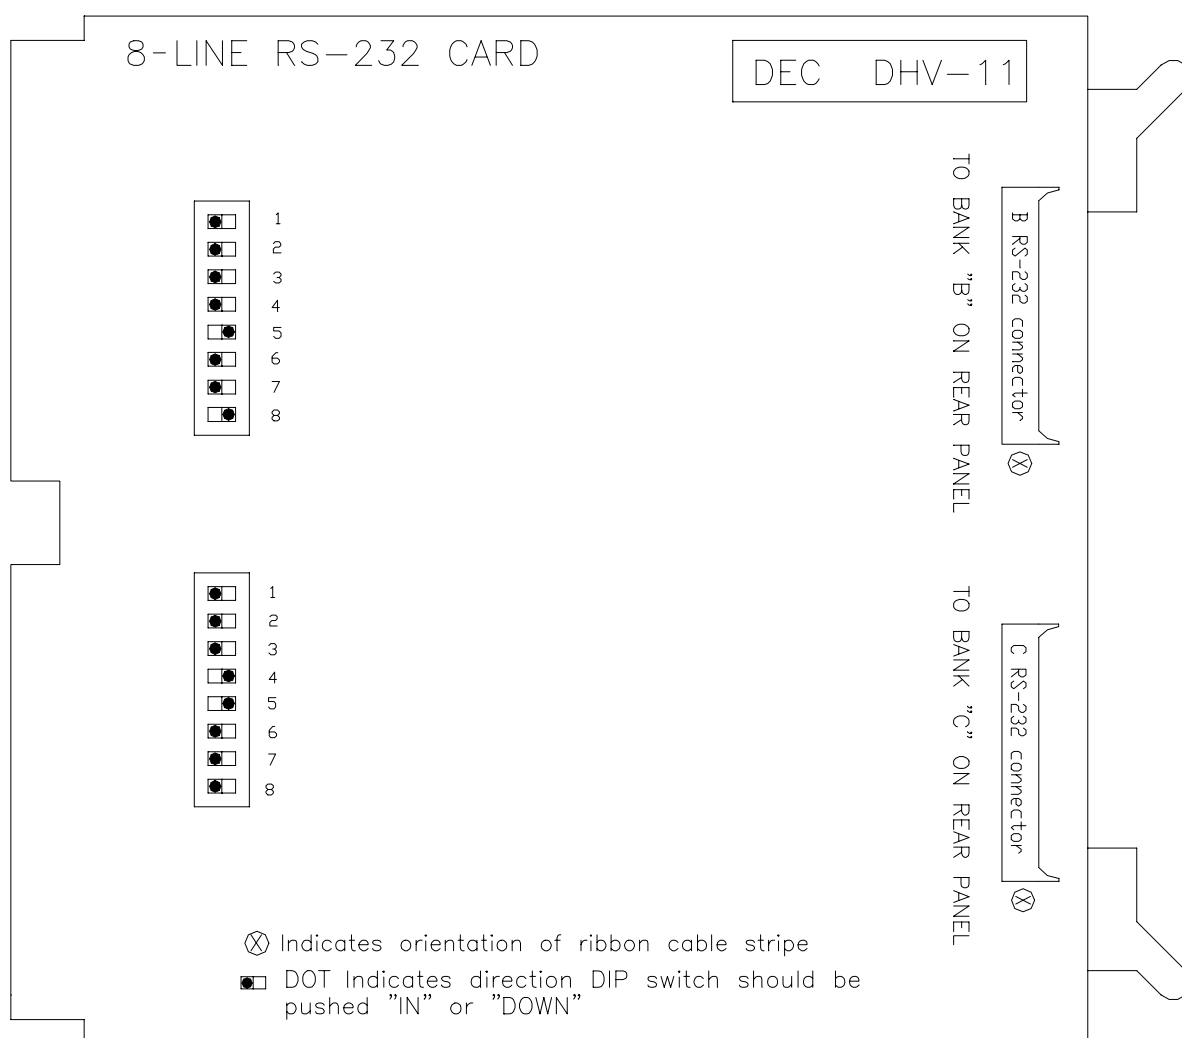 8-LINE RS-232 CARD
DEC DHV-11
1
2
3
4
5
6
7
8
TO BANK "B" ON REAR PANEL
B RS-232 connector
1
2
3
4
5
6
7
8
TO BANK "C" ON REAR PANEL
C RS-232 connector
Indicates orientation of ribbon cable stripe
DOT Indicates direction DIP switch should be
pushed "IN" or "DOWN"